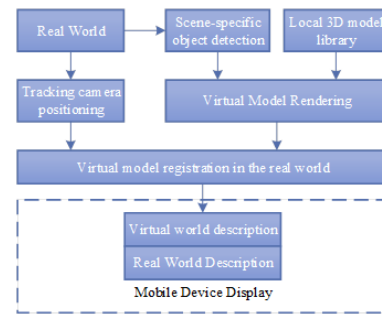 Real World
Scene-specific
object detection
Local 3D model
library
Tracking camera
positioning
Virtual Model Rendering
Virtual model registration in the real world
Virtual world description
Real World Description
Mobile Device Display